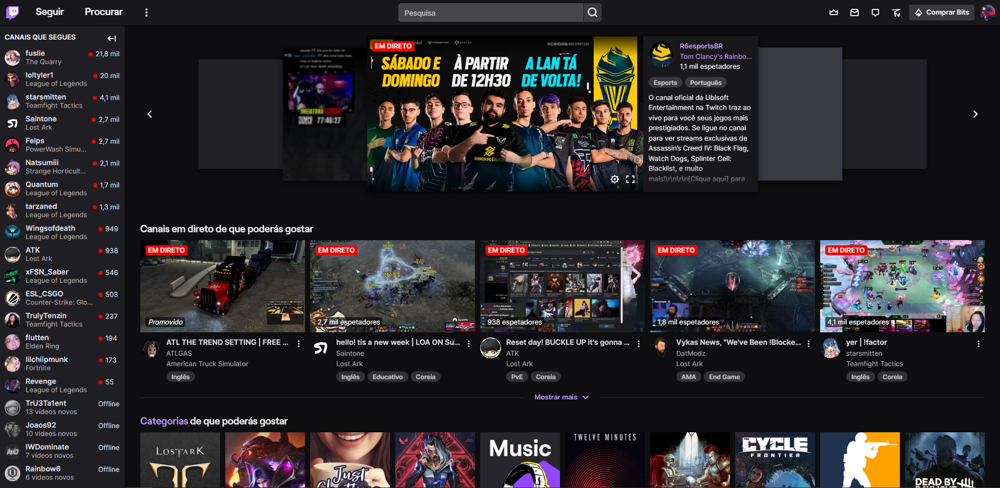 Seguir
Procurar
Pesquisa
Comprar Bits
CANAIS QUE SEGUES
fuslie
21,8 mil
The Quarry
loltyler1
20 mil
League of Legends
starsmitten
4,1 mil
Teamfight Tactics
Saintone
2,7 mil
Lost Ark
Felps
2,7 mil
PowerWash Simu...
Natsumiii
2,1 mil
Strange Horticult...
Quantum
1,7 mil
League of Legends
tarzaned
1,3 mil
League of Legends
Wingsofdeath
949
League of Legends
ATK
938
Lost Ark
xFSN_Saber
546
League of Legends
ESL_CSGO
503
Counter-Strike: Glo...
TrulyTenzin
237
Teamfight Tactics
flutten
194
Elden Ring
lilchiipmunk
173
Fortnite
Revenge
55
League of Legends
TrU3Ta1ent
Offline
13 vídeos novos
Joaos92
Offline
10 vídeos novos
IWDominate
Offline
7 vídeos novos
Rainbow6
Offline
6 vídeos novos
77:46:27
EM DIRETO
intel
PREDATOR
AIMLAB
/R6ESPORTSBR
SÁBADO E
DOMINGO
À PARTIR
DE 12H30
A LAN TÁ
DE VOLTA!
BANCO DO BRASIL
R6esportsBR
Tom Clancy's Rainbo...
1,1 mil espetadores
Esports
Português
O canal oficial da Ubisoft
Entertainment na Twitch traz ao
vivo para você seus jogos mais
prestigiados. Se ligue no canal
para ver streams exclusivas de
Assassin's Creed IV: Black Flag,
Watch Dogs, Splinter Cell:
Blacklist, e muito
mais!\r\n\r\n[Clique aqui] para
Canais em direto de que poderás gostar
EM DIRETO
Promovido
ATL THE TREND SETTING | FREE ...
ATLGAS
American Truck Simulator
Inglês
EM DIRETO
NordVPN
2,7 mil espetadores
hello! tis a new week | LOA ON Su...
Saintone
Lost Ark
Inglês
Educativo
Coreia
EM DIRETO
938 espetadores
Reset day! BUCKLE UP it's gonna ...
ATK
Lost Ark
PvE
Coreia
EM DIRETO
1,8 mil espetadores
Vykas News, "We've Been !Blocke...
DatModz
Lost Ark
AMA
End Game
EM DIRETO
4,1 mil espetadores
yer | !factor
starsmitten
Teamfight Tactics
Inglês
Coreia
Mostrar mais
Categorias de que poderás gostar
LOST ARK
Just
Music
TWELVE MINUTES
THE CYCLE
FRONTIER
DEAD BY